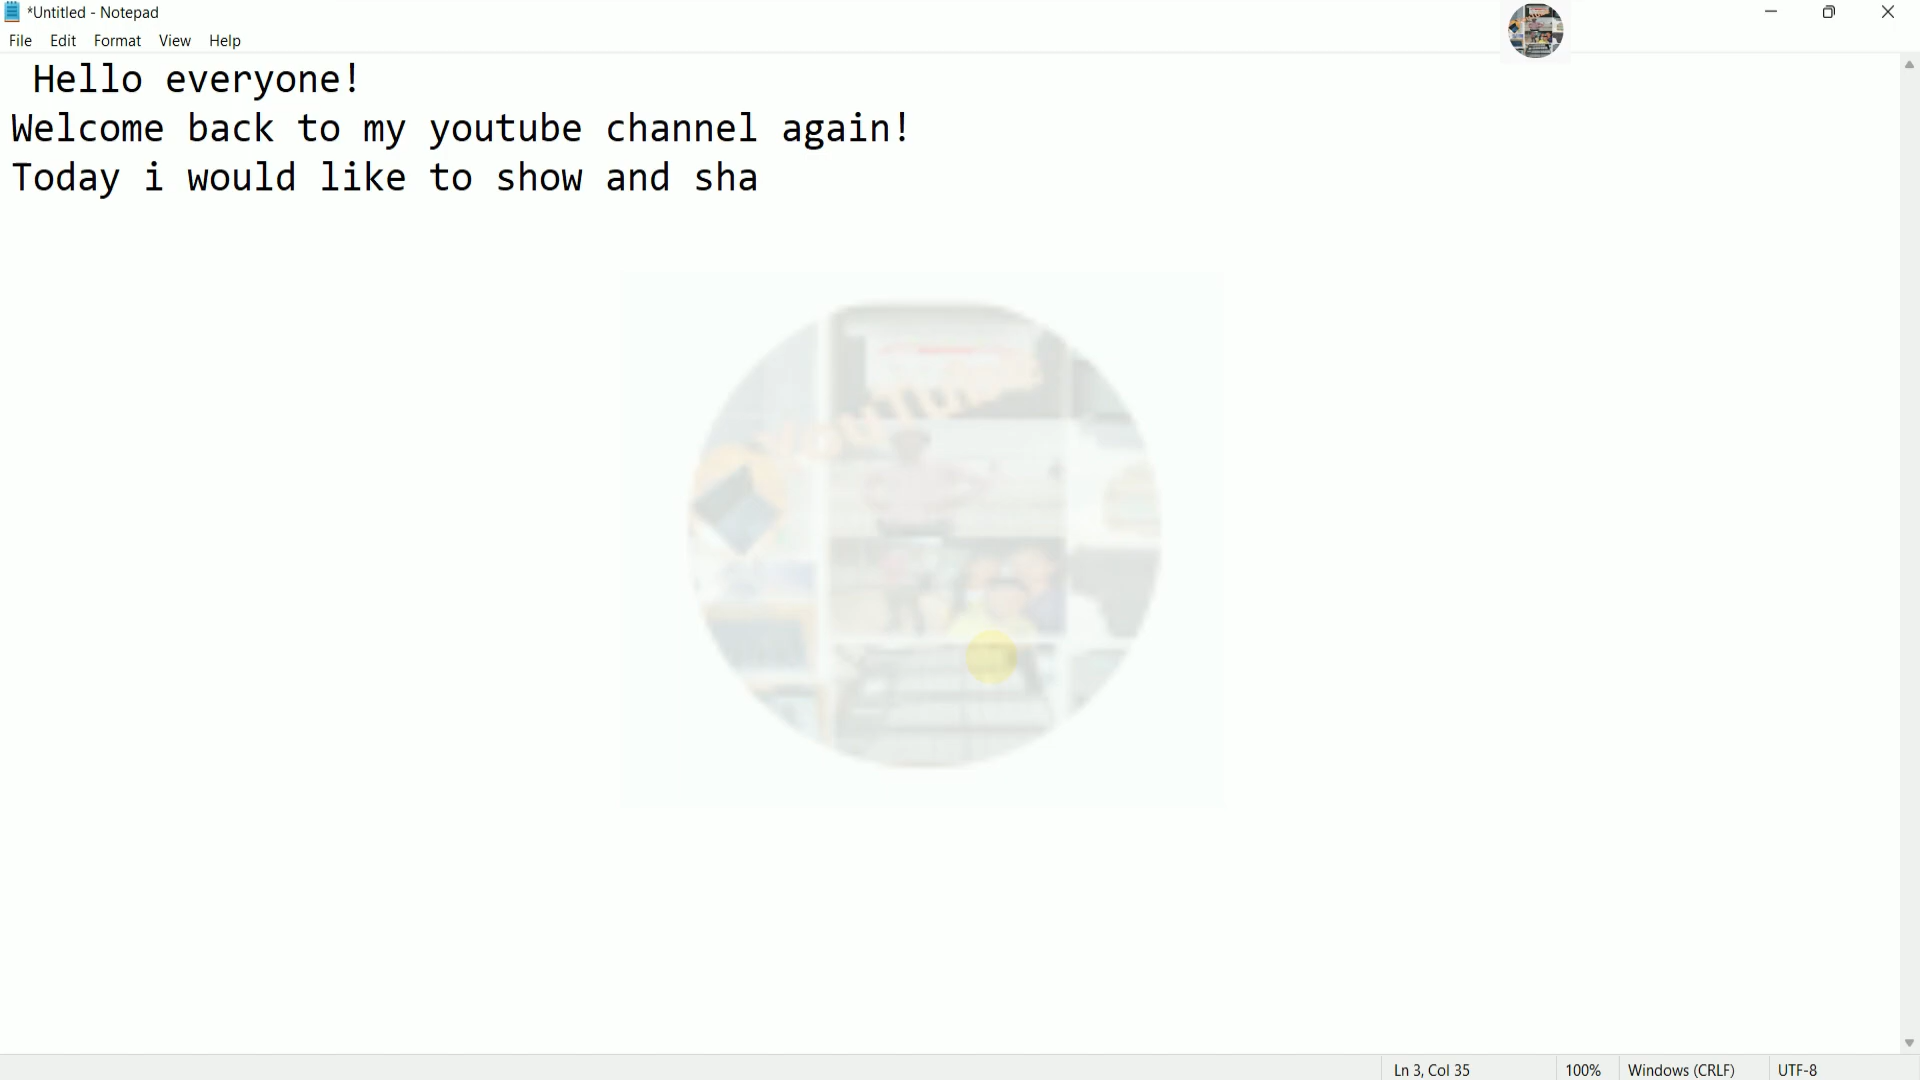 *Untitled - Notepad
File Edit Format View Help
Hello everyone!
Welcome back to my youtube channel again!
Today i would like to show and sha
Ln 3, Col 35 100% Windows (CRLF) UTF-8